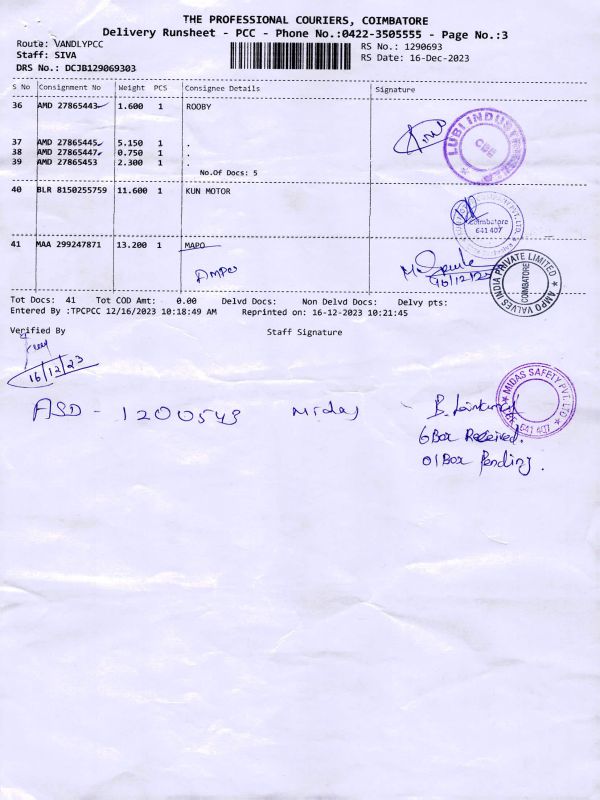 THE PROFESSIONAL COURIERS, COIMBATORE
Delivery Runsheet - PCC - Phone No.:0422-3505555 - Page No.:3
Route: VANDLYPCC RS No.: 1290693
Staff: SIVA RS Date: 16-Dec-2023
DRS No.: DCJB129069303
S No Consignment No Weight PCS Consignee Details Signature
36 AMD 27865443 1.600 1 ROOBY
37 AMD 27865445 5.150 1 .
38 AMD 27865447 0.750 1 .
39 AMD 27865453 2.300 1 .
No.Of Docs: 5
LUBI INDUST
CBE
40 BLR 8150255759 11.600 1 KUN MOTOR
Coimbatore
641 407
41 MAA 299247871 13.200 1 MAPO
Ampo
16/12/23
AMPO VALVES INDIA PRIVATE LIMITED
COIMBATORE
Tot Docs: 41 Tot COD Amt: 0.00 Delvd Docs: Non Delvd Docs: Delvy pts:
Entered By :TPCPCC 12/16/2023 10:18:49 AM Reprinted on: 16-12-2023 10:21:45
Verified By Staff Signature
16/12/23
MIDAS SAFETY PVT. LTD
641 407
ASD - 1200549 Midas
6 Box Received.
01 Box Pending.